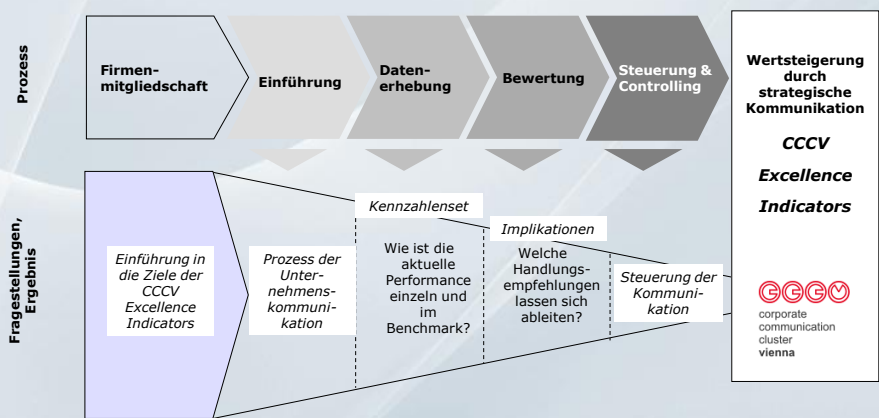 Prozess
Firmen-
mitgliedschaft
Einführung
Daten-
erhebung
Bewertung
Steuerung &
Controlling
Wertsteigerung
durch
strategische
Kommunikation
CCCV
Excellence
Indicators
Fragestellungen,
Ergebnis
Einführung in
die Ziele der
CCCV
Excellence
Indicators
Prozess der
Unter-
nehmens-
kommuni-
kation
Kennzahlenset
Wie ist die
aktuelle
Performance
einzeln und
im
Benchmark?
Implikationen
Welche
Handlungs-
empfehlungen
lassen sich
ableiten?
Steuerung der
Kommuni-
kation
CCCV
corporate
communication
cluster
vienna